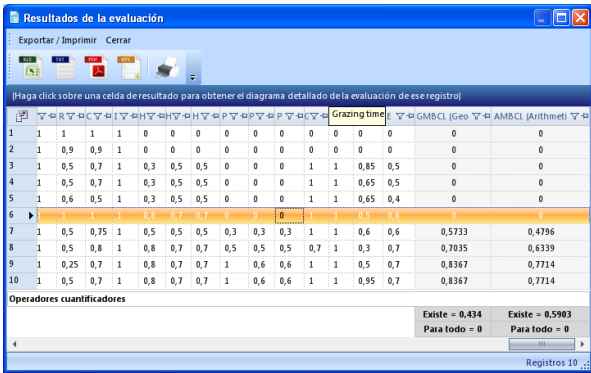 Resultados de la evaluación
Exportar / Imprimir Cerrar
XLS TXT PDF EPS
(Haga click sobre una celda de resultado para obtener el diagrama detallado de la evaluación de ese registro)
R C I H H H P P P C Grazing time E GMBCL (Geo AMBCL (Arithmeti
1 1 1 1 1 0 0 0 0 0 0 0 0 0 0 0 0
2 1 0,9 0,9 1 0 0 0 0 0 0 0 0 0 0 0 0
3 1 0,5 0,7 1 0,3 0,5 0,5 0 0 0 1 1 0,85 0,5 0 0
4 1 0,5 0,7 1 0,3 0,5 0,5 0 0 0 1 1 0,65 0,5 0 0
5 1 0,6 0,5 1 0,3 0,5 0,5 0 0 0 1 1 0,65 0,4 0 0
6 1 1 1 1 0,8 0,7 0,7 0 0 0 1 1 0,5 0,6 0 0
7 1 0,5 0,75 1 0,5 0,5 0,5 0,3 0,3 0,3 1 1 0,6 0,6 0,5733 0,4796
8 1 0,5 0,8 1 0,8 0,7 0,7 0,5 0,5 0,5 0,7 1 0,3 0,7 0,7035 0,6339
9 1 0,25 0,7 1 0,8 0,7 0,7 1 0,6 0,6 1 1 0,5 0,7 0,8367 0,7714
10 1 0,5 0,7 1 0,8 0,7 0,7 1 0,6 0,6 1 1 0,95 0,7 0,8367 0,7714
Operadores cuantificadores
Existe = 0,434 Existe = 0,5903
Para todo = 0 Para todo = 0
Registros 10